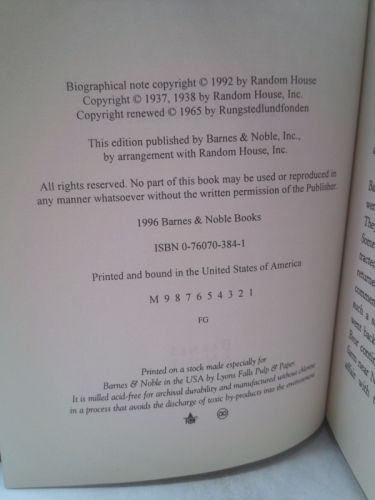 Biographical note copyright © 1992 by Random House
Copyright © 1937, 1938 by Random House, Inc.
Copyright renewed © 1965 by Rungstedlundfonden
This edition published by Barnes & Noble, Inc.,
by arrangement with Random House, Inc.
All rights reserved. No part of this book may be used or reproduced in
any manner whatsoever without the written permission of the Publisher.
1996 Barnes & Noble Books
ISBN 0-76070-384-1
Printed and bound in the United States of America
M 9 8 7 6 5 4 3 2 1
FG
Printed on a stock made especially for
Barnes & Noble in the USA by Lyons Falls Pulp & Paper.
It is milled acid-free for archival durability and manufactured without chlorine
in a process that avoids the discharge of toxic by-products into the environment.